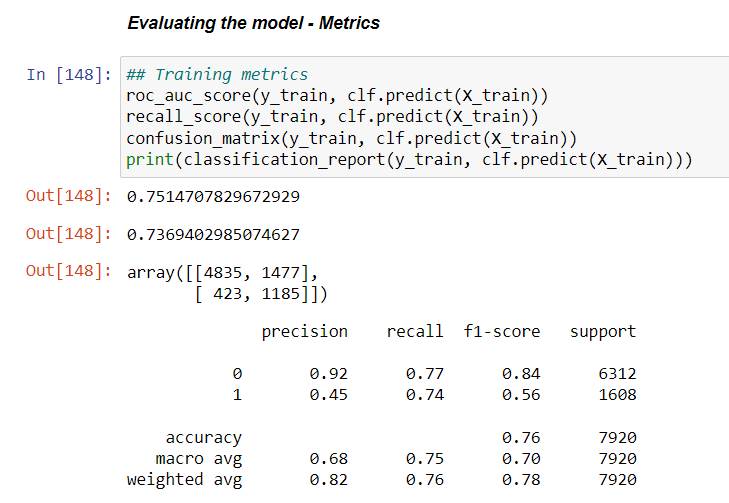 Evaluating the model - Metrics
In [148]: ## Training metrics
roc_auc_score(y_train, clf.predict(X_train))
recall_score(y_train, clf.predict(X_train))
confusion_matrix(y_train, clf.predict(X_train))
print(classification_report(y_train, clf.predict(X_train)))
Out[148]: 0.7514707829672929
Out[148]: 0.7369402985074627
Out[148]: array([[4835, 1477],
[ 423, 1185]])
precision recall f1-score support
0 0.92 0.77 0.84 6312
1 0.45 0.74 0.56 1608
accuracy 0.76 7920
macro avg 0.68 0.75 0.70 7920
weighted avg 0.82 0.76 0.78 7920